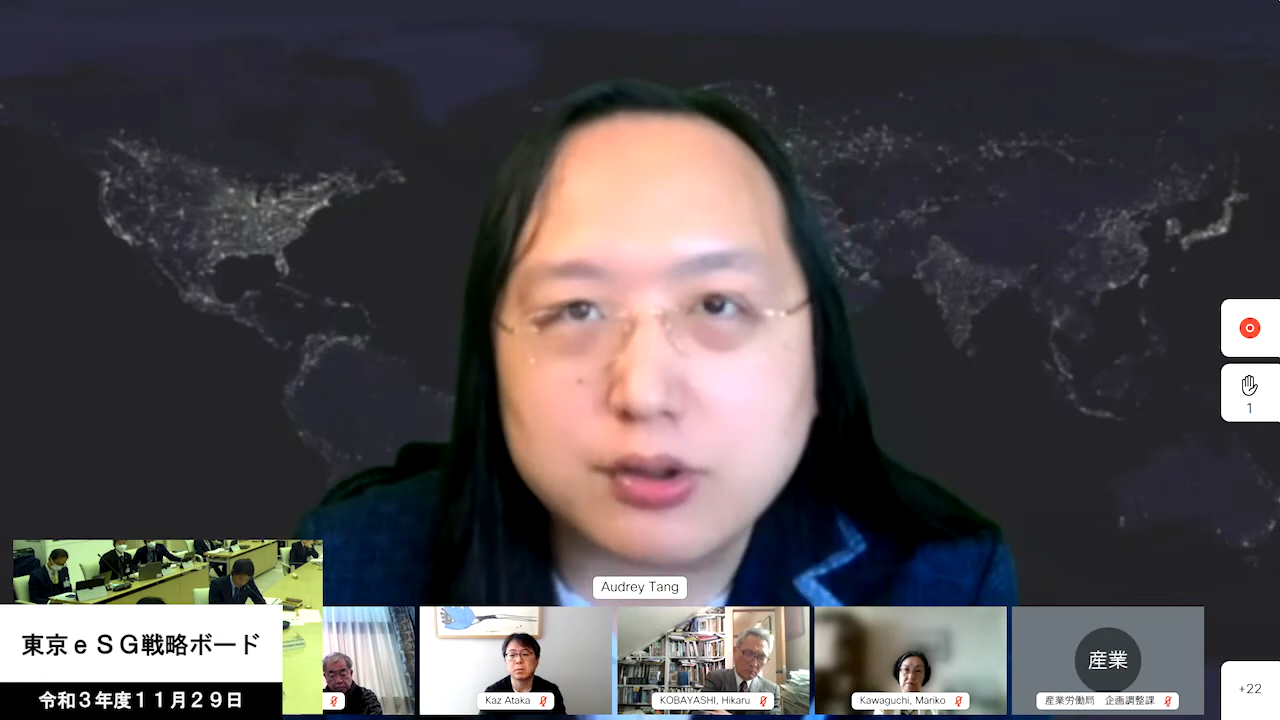 1
Audrey Tang
東京ｅＳＧ戦略ボード
令和３年度１１月２９日
Kaz Ataka
KOBAYASHI, Hikaru
Kawaguchi, Mariko
産業
産業労働局　企画調整課
+22